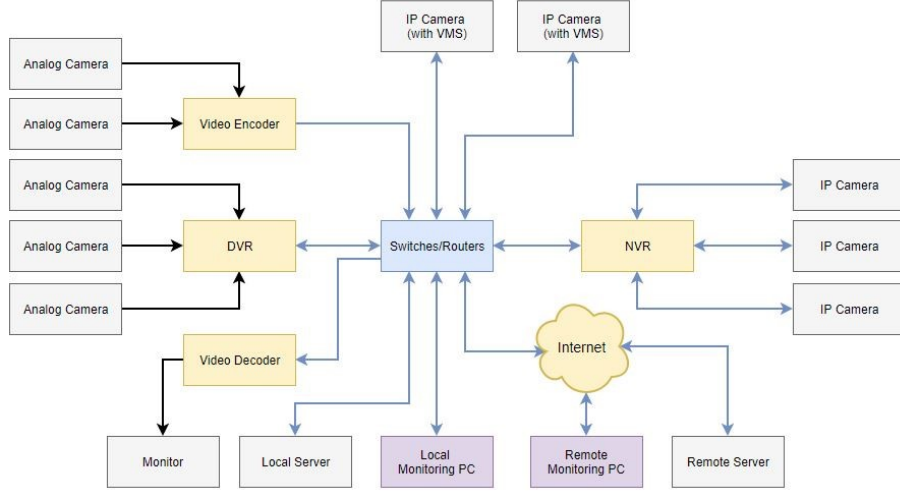 IP Camera
(with VMS)
IP Camera
(with VMS)
Analog Camera
Analog Camera
Video Encoder
Analog Camera
IP Camera
Analog Camera
DVR
Switches/Routers
NVR
IP Camera
Analog Camera
IP Camera
Internet
Video Decoder
Monitor
Local Server
Local
Monitoring PC
Remote
Monitoring PC
Remote Server